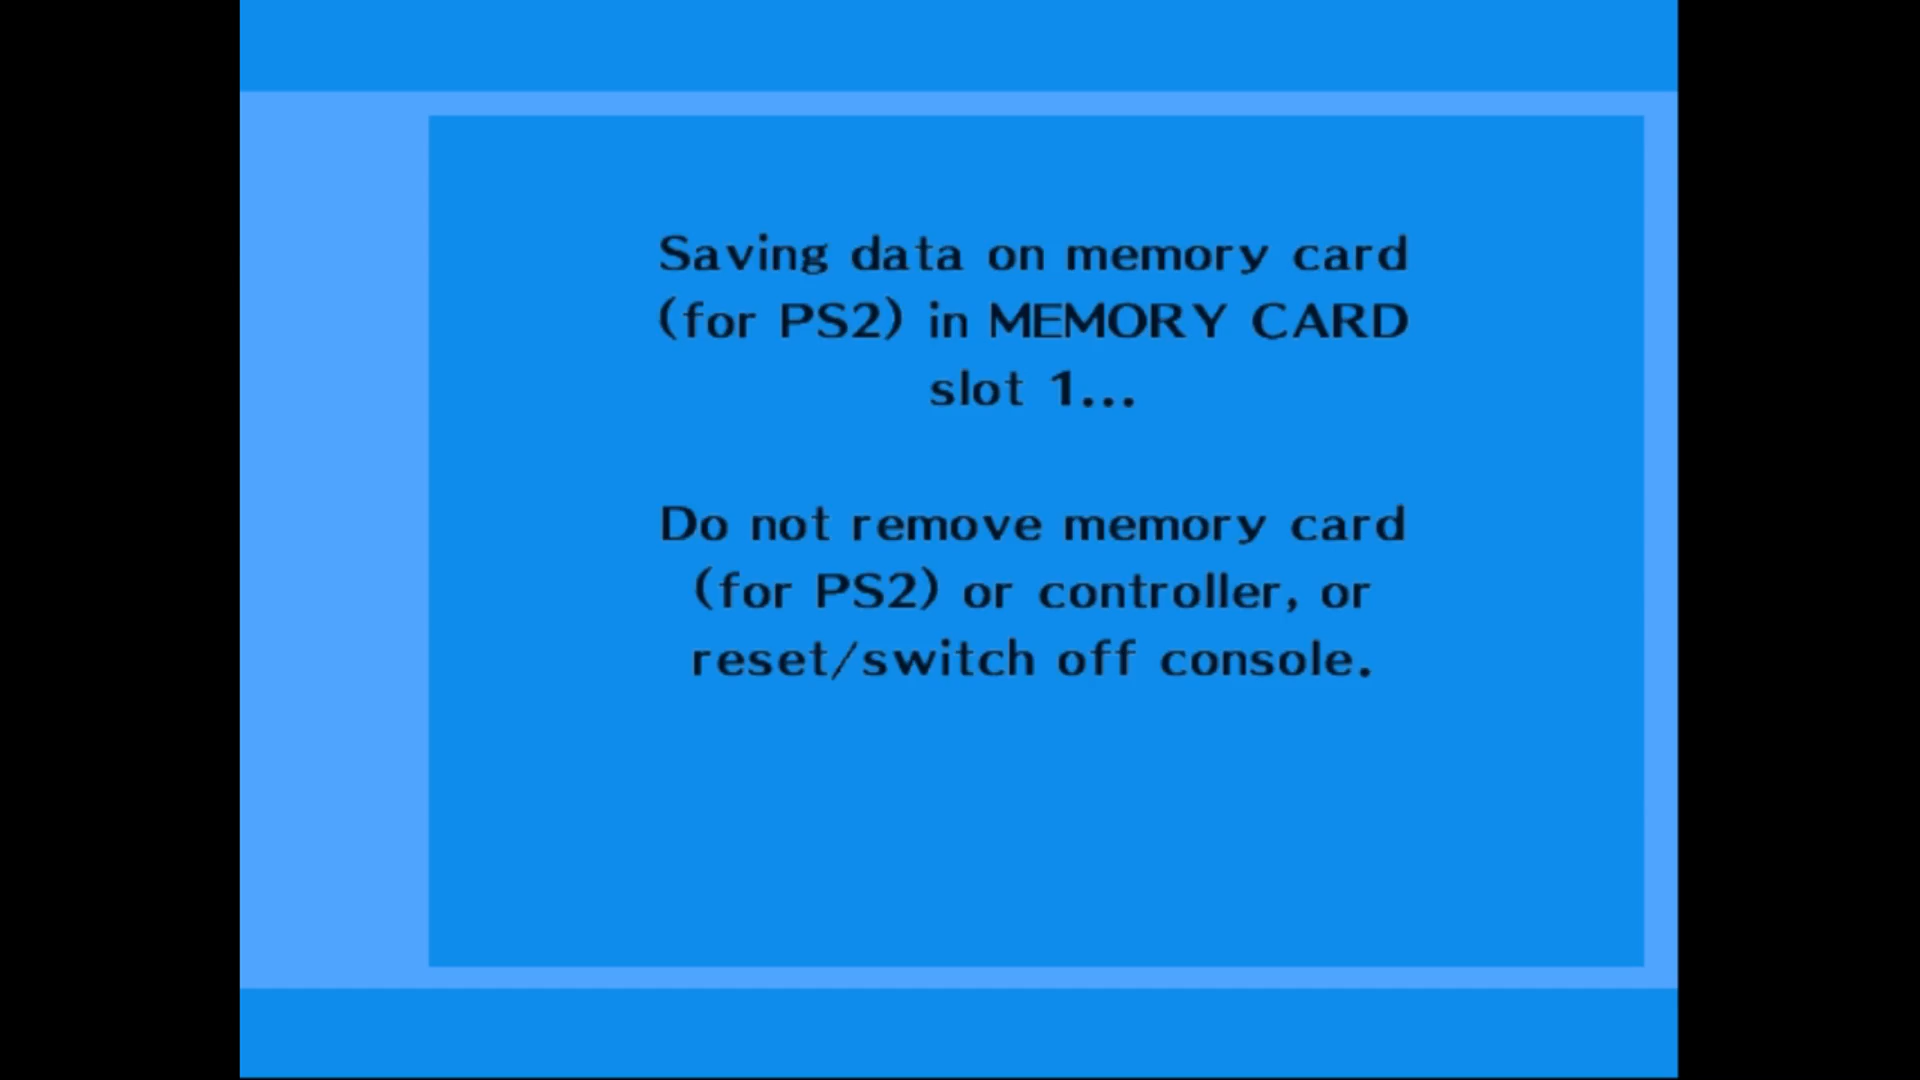 Saving data on memory card
(for PS2) in MEMORY CARD
slot 1...
Do not remove memory card
(for PS2) or controller, or
reset/switch off console.